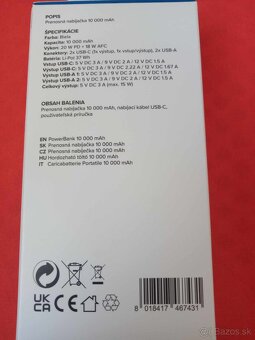 POPIS
Prenosná nabíjačka 10 000 mAh
ŠPECIFIKÁCIE
Farba: Biela
Kapacita: 10 000 mAh
Výkon: 20 W PD + 18 W AFC
Konektory: 2x USB-C (1x výstup, 1x vstup/výstup), 2x USB-A
Batéria: Li-Pol 37 Wh
Vstup USB-C: 5 V DC 3 A / 9 V DC 2 A / 12 V DC 1.5 A
Výstup USB-C 1: 5 V DC 3 A / 9 V DC 2.22 A / 12 V DC 1.67 A
Výstup USB-A 1: 5 V DC 3 A / 9 V DC 2 A / 12 V DC 1.5 A
Výstup USB-A 2: 5 V DC 3 A / 9 V DC 2 A / 12 V DC 1.5 A
Celkový výstup: 5 V DC 3 A (max. 15 W)
OBSAH BALENIA
Prenosná nabíjačka 10 000 mAh, nabíjací kábel USB-C,
používateľská príručka
EN PowerBank 10 000 mAh
SK Prenosná nabíjačka 10 000 mAh
CZ Přenosná nabíječka 10 000 mAh
HU Hordozható töltő 10 000 mAh
IT Caricabatterie Portatile 10 000 mAh
CE
UK
CA
8 018417 467431
bazos.sk